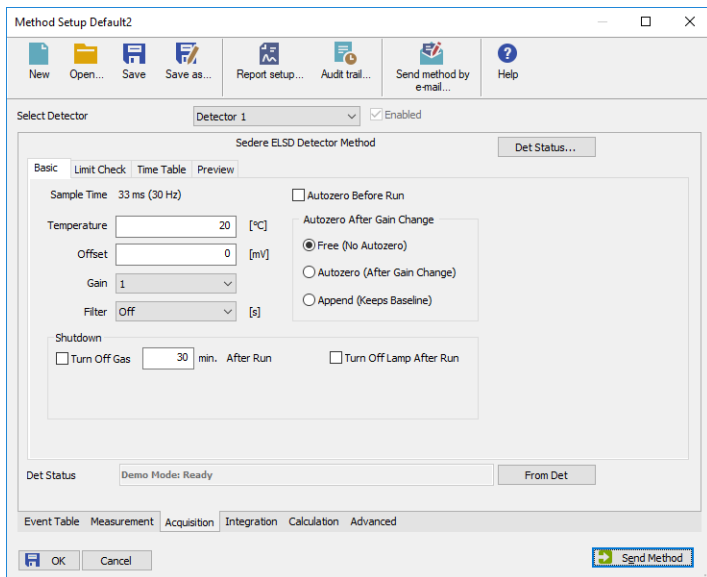 Method Setup Default2
New Open... Save Save as... Report setup... Audit trail... Send method by e-mail... Help
Select Detector Detector 1 Enabled
Sedere ELSD Detector Method Det Status...
Basic Limit Check Time Table Preview
Sample Time 33 ms (30 Hz) Autozero Before Run
Temperature 20 [°C] Autozero After Gain Change
Offset 0 [mV] Free (No Autozero)
Gain 1 Autozero (After Gain Change)
Filter Off [s] Append (Keeps Baseline)
Shutdown
Turn Off Gas 30 min. After Run Turn Off Lamp After Run
Det Status Demo Mode: Ready From Det
Event Table Measurement Acquisition Integration Calculation Advanced
OK Cancel Send Method